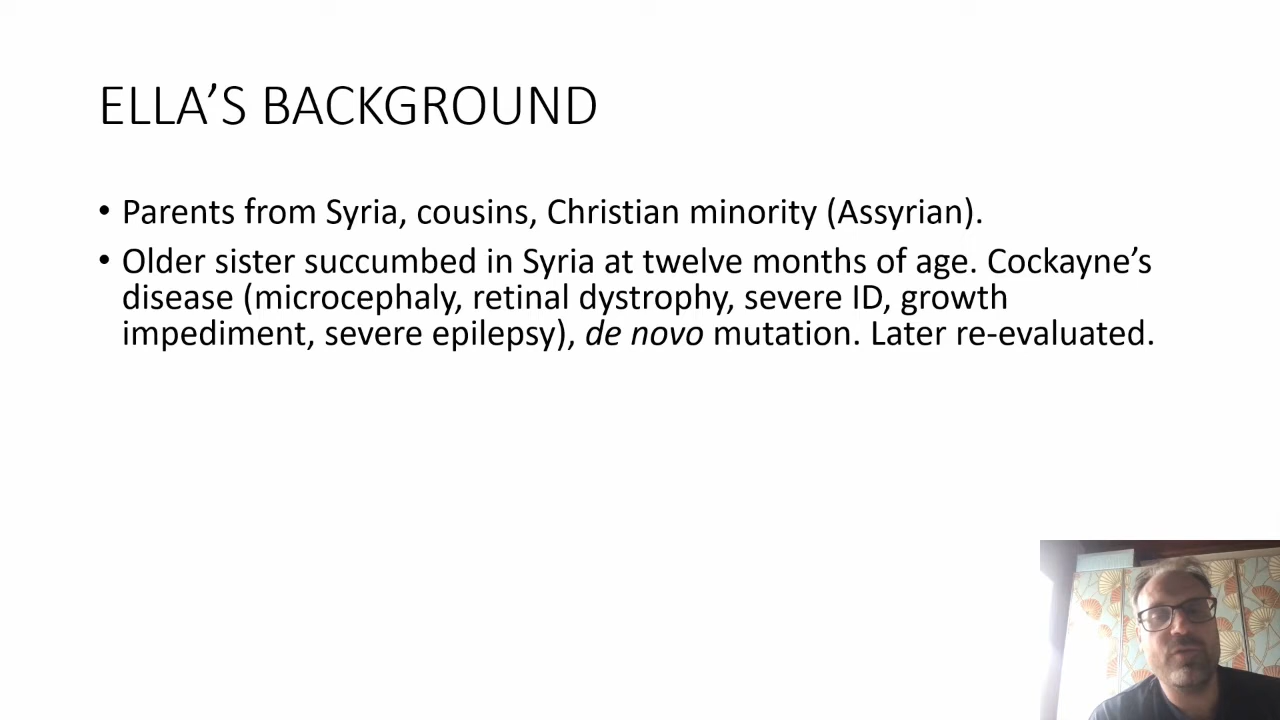 ELLA’S BACKGROUND
• Parents from Syria, cousins, Christian minority (Assyrian).
• Older sister succumbed in Syria at twelve months of age. Cockayne’s
disease (microcephaly, retinal dystrophy, severe ID, growth
impediment, severe epilepsy), de novo mutation. Later re-evaluated.